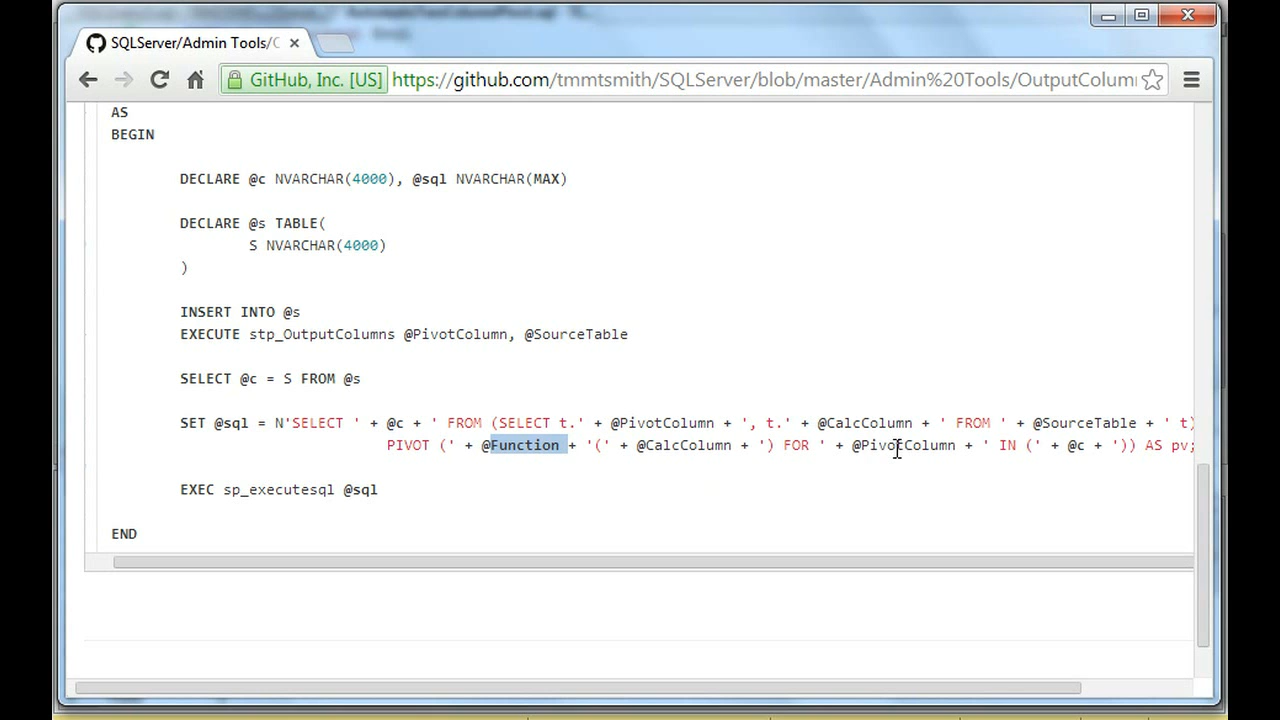 SQLServer/Admin Tools/C
GitHub, Inc. [US] https://github.com/tmmtsmith/SQLServer/blob/master/Admin%20Tools/OutputColum
AS
BEGIN
DECLARE @c NVARCHAR(4000), @sql NVARCHAR(MAX)
DECLARE @s TABLE(
S NVARCHAR(4000)
)
INSERT INTO @s
EXECUTE stp_OutputColumns @PivotColumn, @SourceTable
SELECT @c = S FROM @s
SET @sql = N'SELECT ' + @c + ' FROM (SELECT t.' + @PivotColumn + ', t.' + @CalcColumn + ' FROM ' + @SourceTable + ' t)
PIVOT (' + @Function + '(' + @CalcColumn + ') FOR ' + @PivotColumn + ' IN (' + @c + ')) AS pv;
EXEC sp_executesql @sql
END